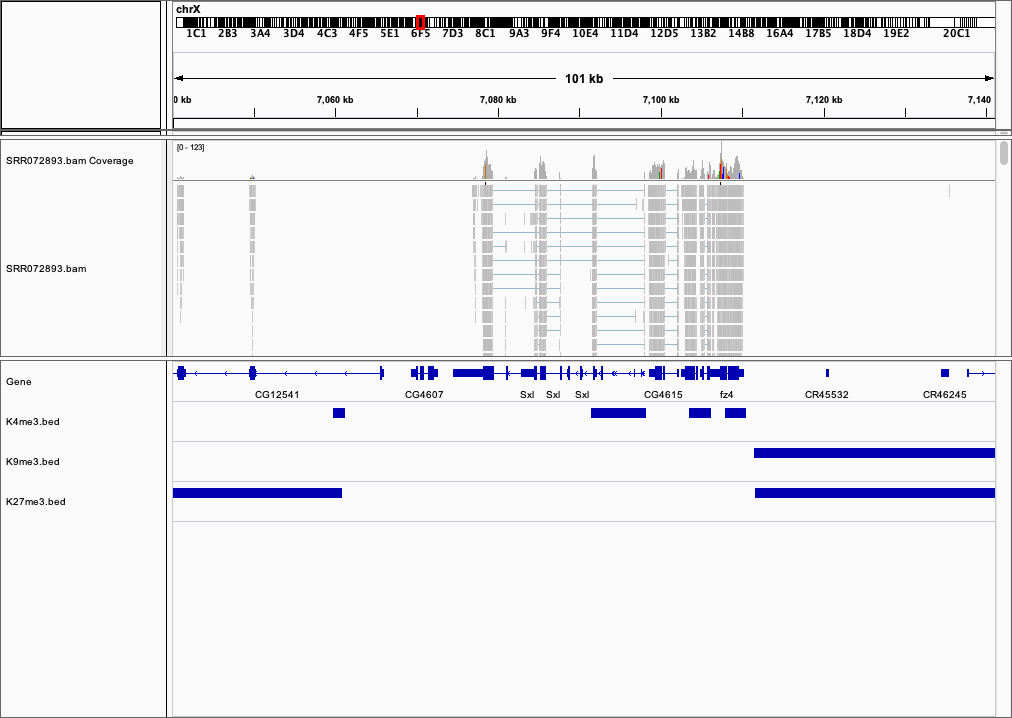 chrX
1C1 2B3 3A4 3D4 4C3 4F5 5E1 6F5 7D3 8C1 9A3 9F4 10E4 11D4 12D5 13B2 14B8 16A4 17B5 18D4 19E2 20C1
101 kb
0 kb 7,060 kb 7,080 kb 7,100 kb 7,120 kb 7,140
SRR072893.bam Coverage
[0 - 123]
SRR072893.bam
Gene
CG12541 CG4607 Sxl Sxl Sxl CG4615 fz4 CR45532 CR46245
K4me3.bed
K9me3.bed
K27me3.bed